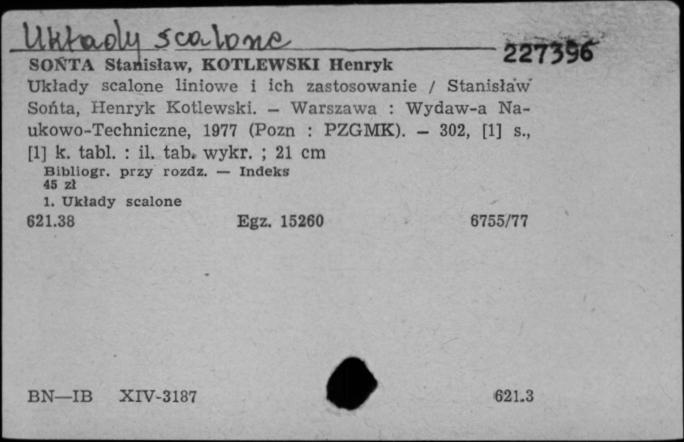 Układy scalone
227396
SOŃTA Stanisław, KOTLEWSKI Henryk
Układy scalone liniowe i ich zastosowanie / Stanisław
Sońta, Henryk Kotlewski. — Warszawa : Wydaw-a Na-
ukowo-Techniczne, 1977 (Pozn : PZGMK). — 302, [1] s.,
[1] k. tabl. : il. tab. wykr. ; 21 cm
Bibliogr. przy rozdz. — Indeks
45 zł
1. Układy scalone
621.38 Egz. 15260 6755/77
BN—IB XIV-3187 621.3